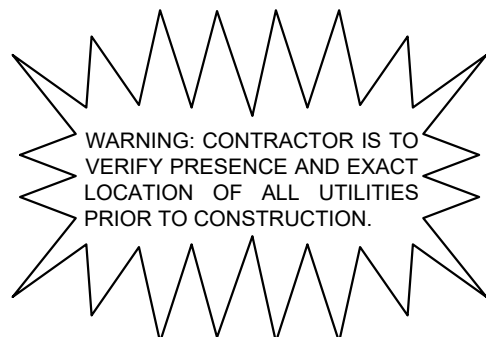 WARNING: CONTRACTOR IS TO
VERIFY PRESENCE AND EXACT
LOCATION OF ALL UTILITIES
PRIOR TO CONSTRUCTION.